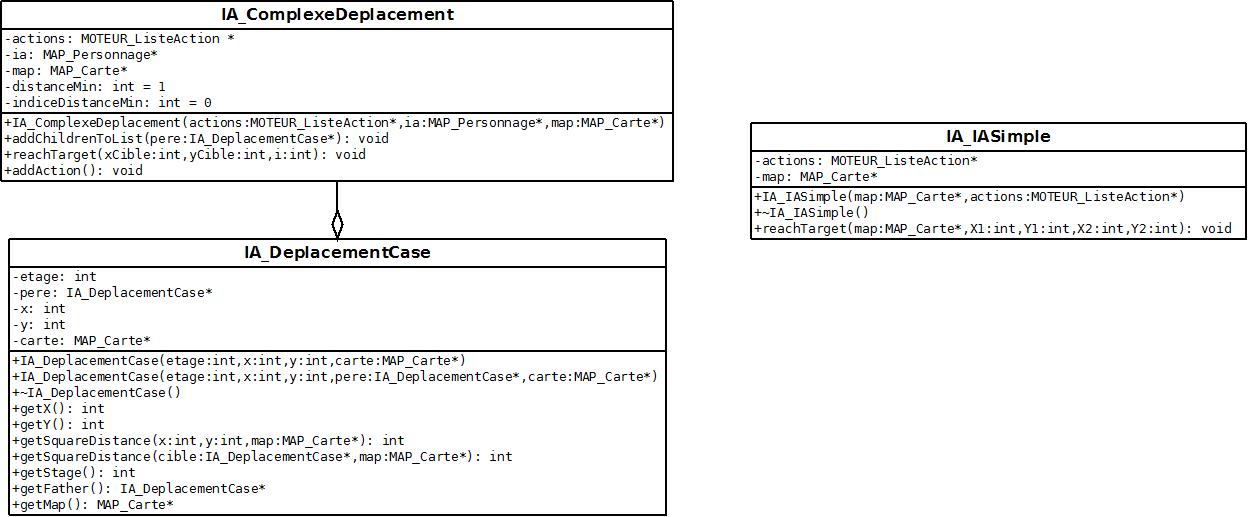 IA_ComplexeDeplacement
-actions: MOTEUR_ListeAction *
-ia: MAP_Personnage*
-map: MAP_Carte*
-distanceMin: int = 1
-indiceDistanceMin: int = 0
+IA_ComplexeDeplacement(actions:MOTEUR_ListeAction*,ia:MAP_Personnage*,map:MAP_Carte*)
+addChildrenToList(pere:IA_DeplacementCase*): void
+reachTarget(xCible:int,yCible:int,i:int): void
+addAction(): void
IA_IASimple
-actions: MOTEUR_ListeAction*
-map: MAP_Carte*
+IA_IASimple(map:MAP_Carte*,actions:MOTEUR_ListeAction*)
+~IA_IASimple()
+reachTarget(map:MAP_Carte*,X1:int,Y1:int,X2:int,Y2:int): void
IA_DeplacementCase
-etage: int
-pere: IA_DeplacementCase*
-x: int
-y: int
-carte: MAP_Carte*
+IA_DeplacementCase(etage:int,x:int,y:int,carte:MAP_Carte*)
+IA_DeplacementCase(etage:int,x:int,y:int,pere:IA_DeplacementCase*,carte:MAP_Carte*)
+~IA_DeplacementCase()
+getX(): int
+getY(): int
+getSquareDistance(x:int,y:int,map:MAP_Carte*): int
+getSquareDistance(cible:IA_DeplacementCase*,map:MAP_Carte*): int
+getStage(): int
+getFather(): IA_DeplacementCase*
+getMap(): MAP_Carte*